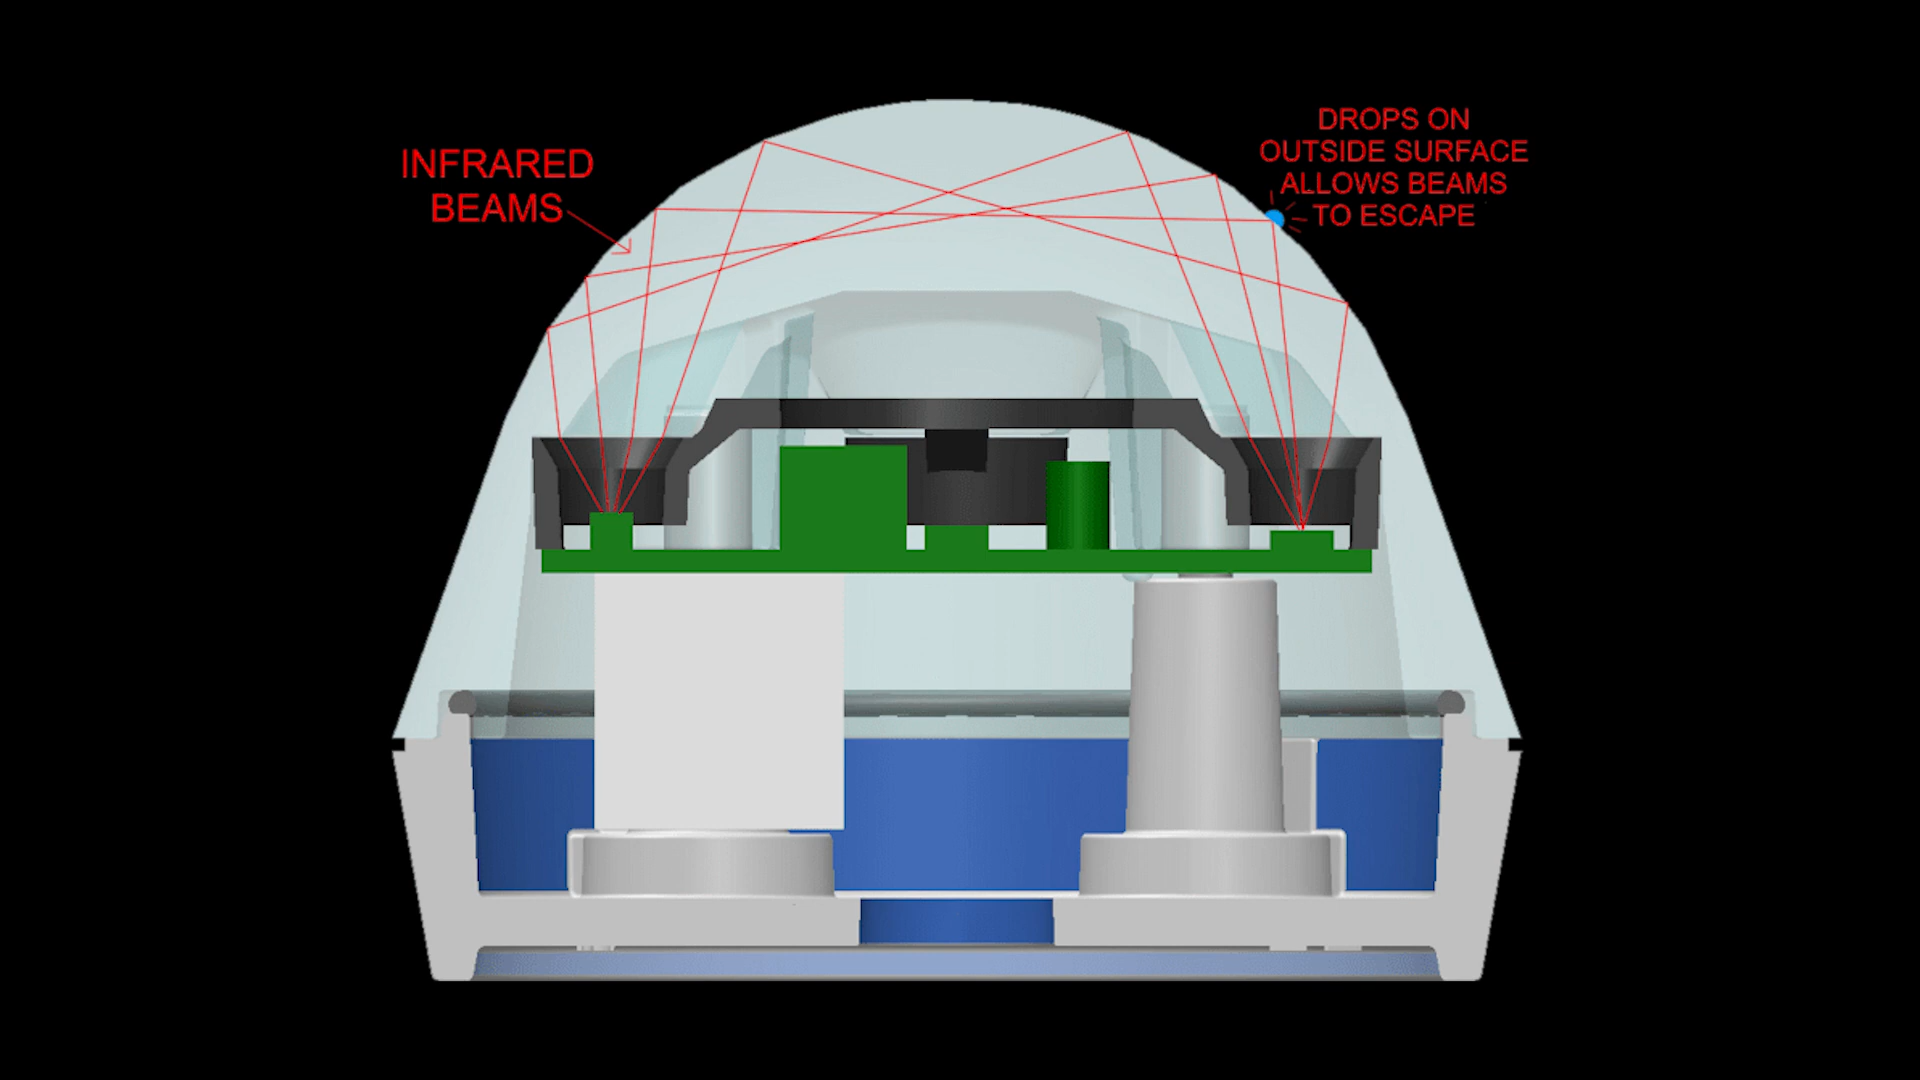 INFRARED
BEAMS
DROPS ON
OUTSIDE SURFACE
ALLOWS BEAMS
TO ESCAPE